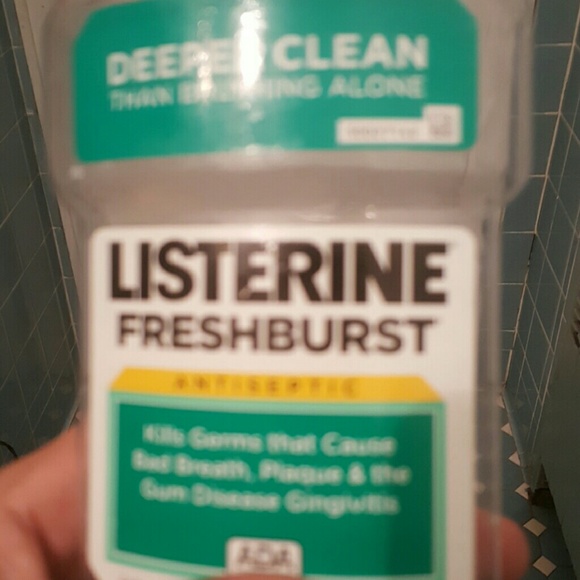 DEEPER CLEAN
THAN BRUSHING ALONE
LISTERINE
FRESHBURST
ANTISEPTIC
Kills Germs that Cause
Bad Breath, Plaque & the
Gum Disease Gingivitis
ADA